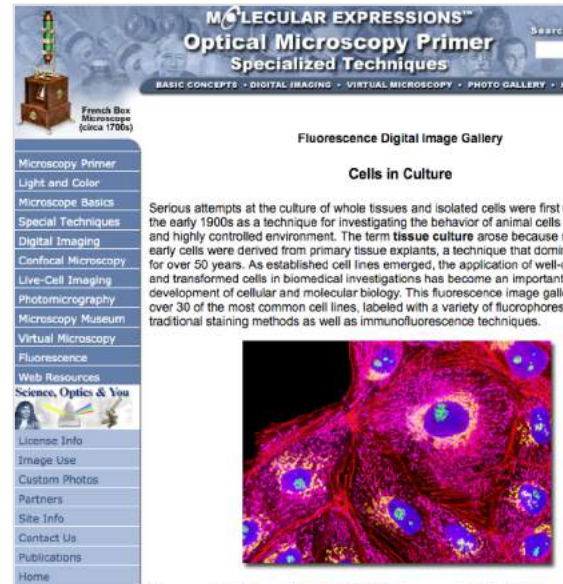 MOLECULAR EXPRESSIONS™
Searc
Optical Microscopy Primer
Specialized Techniques
BASIC CONCEPTS • DIGITAL IMAGING • VIRTUAL MICROSCOPY • PHOTO GALLERY •
French Box
Microscope
(circa 1700s)
Microscopy Primer
Light and Color
Microscope Basics
Special Techniques
Digital Imaging
Confocal Microscopy
Live-Cell Imaging
Photomicrography
Microscopy Museum
Virtual Microscopy
Fluorescence
Web Resources
Science, Optics & You
License Info
Image Use
Custom Photos
Partners
Site Info
Contact Us
Publications
Home
Fluorescence Digital Image Gallery
Cells in Culture
Serious attempts at the culture of whole tissues and isolated cells were first
the early 1900s as a technique for investigating the behavior of animal cells
and highly controlled environment. The term tissue culture arose because
early cells were derived from primary tissue explants, a technique that domi
for over 50 years. As established cell lines emerged, the application of well-
and transformed cells in biomedical investigations has become an important
development of cellular and molecular biology. This fluorescence image gall
over 30 of the most common cell lines, labeled with a variety of fluorophores
traditional staining methods as well as immunofluorescence techniques.